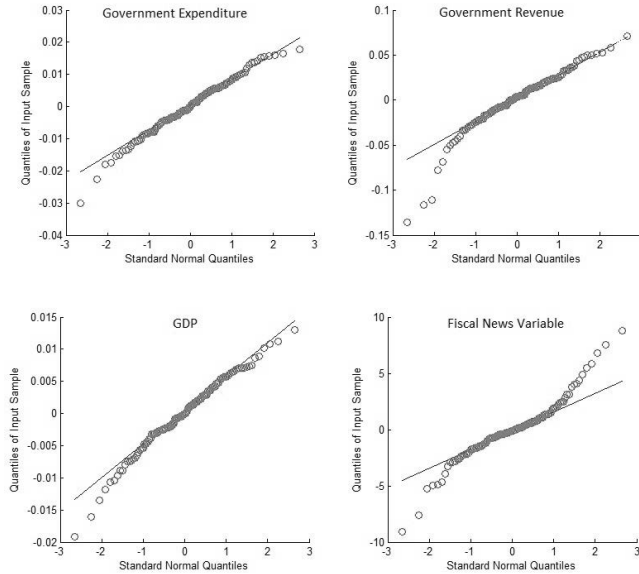 Government Expenditure
0.04
0.03
0.02
0.01
0
-0.01
-0.02
-0.03
-0.04
Quantiles of Input Sample
-3 -2 -1 0 1 2 3
Standard Normal Quantiles
Government Revenue
0.1
0.05
0
-0.05
-0.1
-0.15
Quantiles of Input Sample
-3 -2 -1 0 1 2 3
Standard Normal Quantiles
GDP
0.015
0.01
0.005
0
-0.005
-0.01
-0.015
-0.02
Quantiles of Input Sample
-3 -2 -1 0 1 2 3
Standard Normal Quantiles
Fiscal News Variable
10
5
0
-5
-10
Quantiles of Input Sample
-3 -2 -1 0 1 2 3
Standard Normal Quantiles